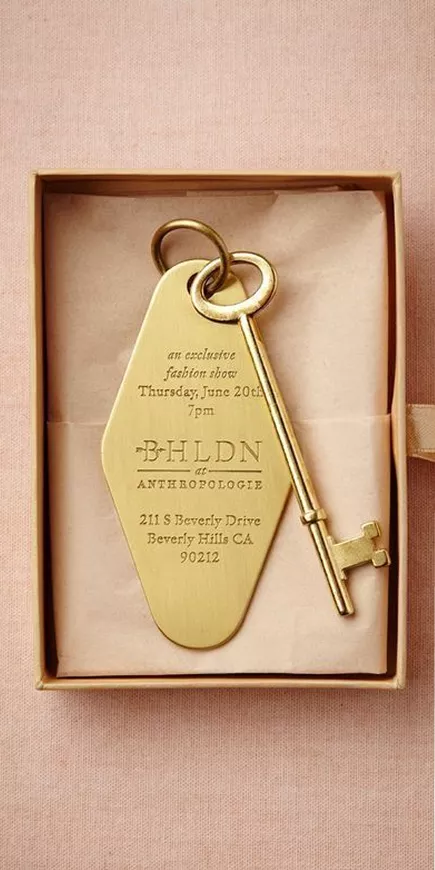 an exclusive
fashion show
Thursday, June 20th
7pm
BHLDN
at
ANTHROPOLOGIE
211 S Beverly Drive
Beverly Hills CA
90212